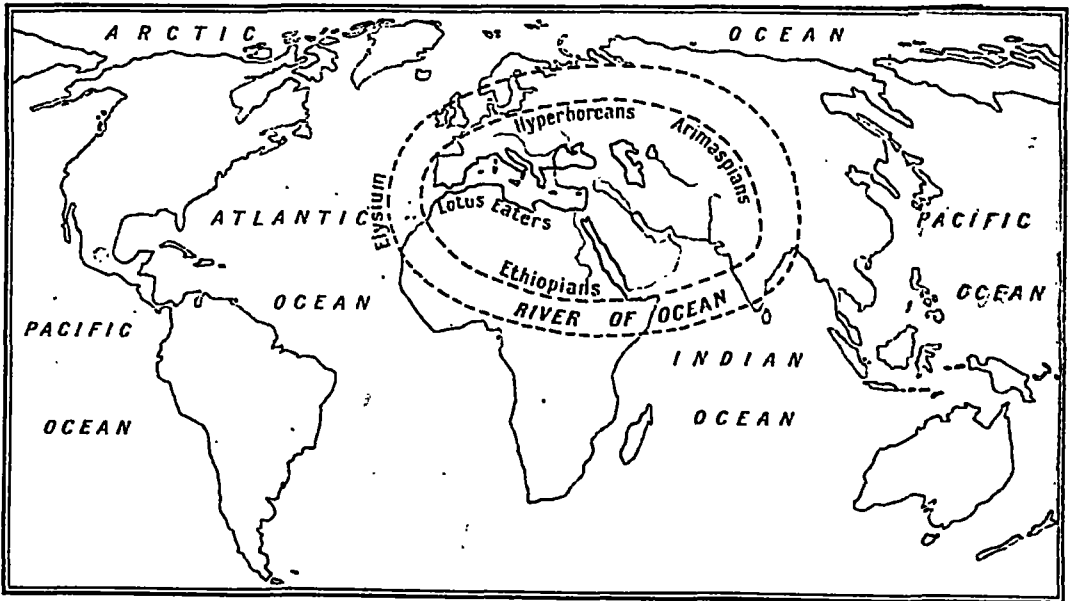 ARCTIC OCEAN
Hyperboreans
Arimaspians
Elysium
Lotus Eaters
ATLANTIC
OCEAN
Ethiopians
RIVER OF OCEAN
PACIFIC
OCEAN
PACIFIC
OCEAN
INDIAN
OCEAN